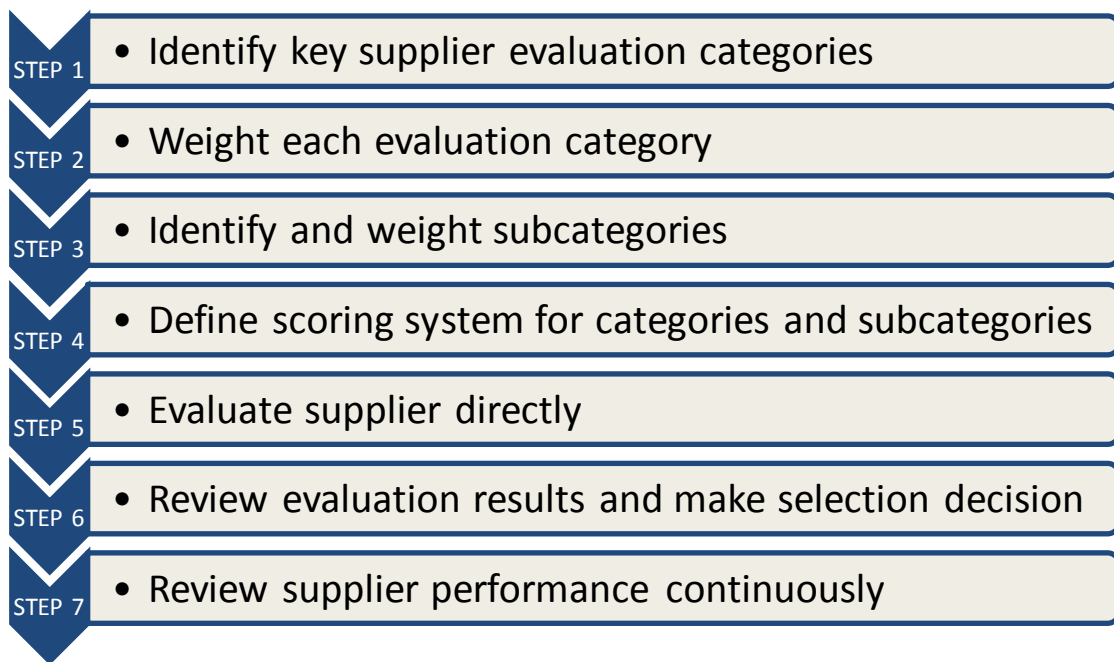 STEP 1 • Identify key supplier evaluation categories
STEP 2 • Weight each evaluation category
STEP 3 • Identify and weight subcategories
STEP 4 • Define scoring system for categories and subcategories
STEP 5 • Evaluate supplier directly
STEP 6 • Review evaluation results and make selection decision
STEP 7 • Review supplier performance continuously